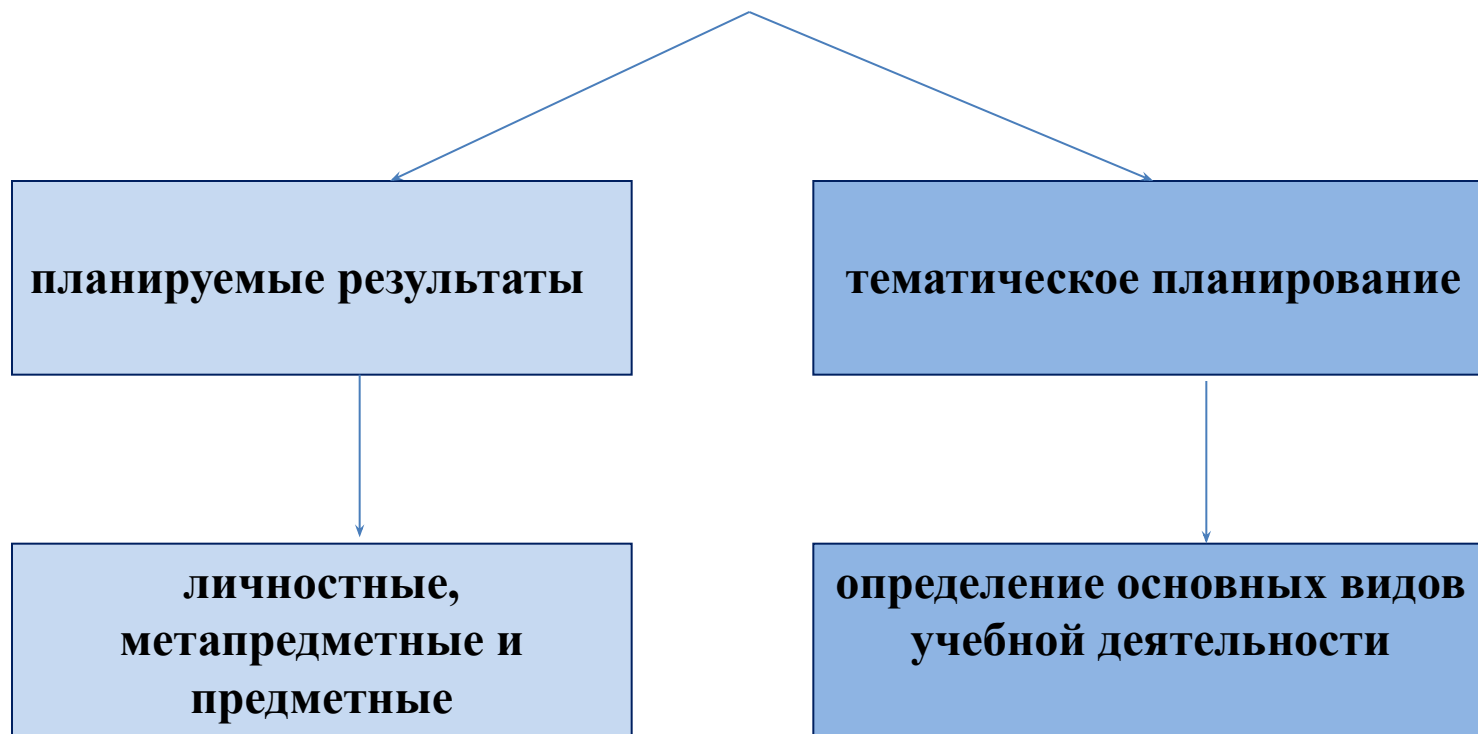 планируемые результаты
тематическое планирование
личностные,
метапредметные и
предметные
определение основных видов
учебной деятельности